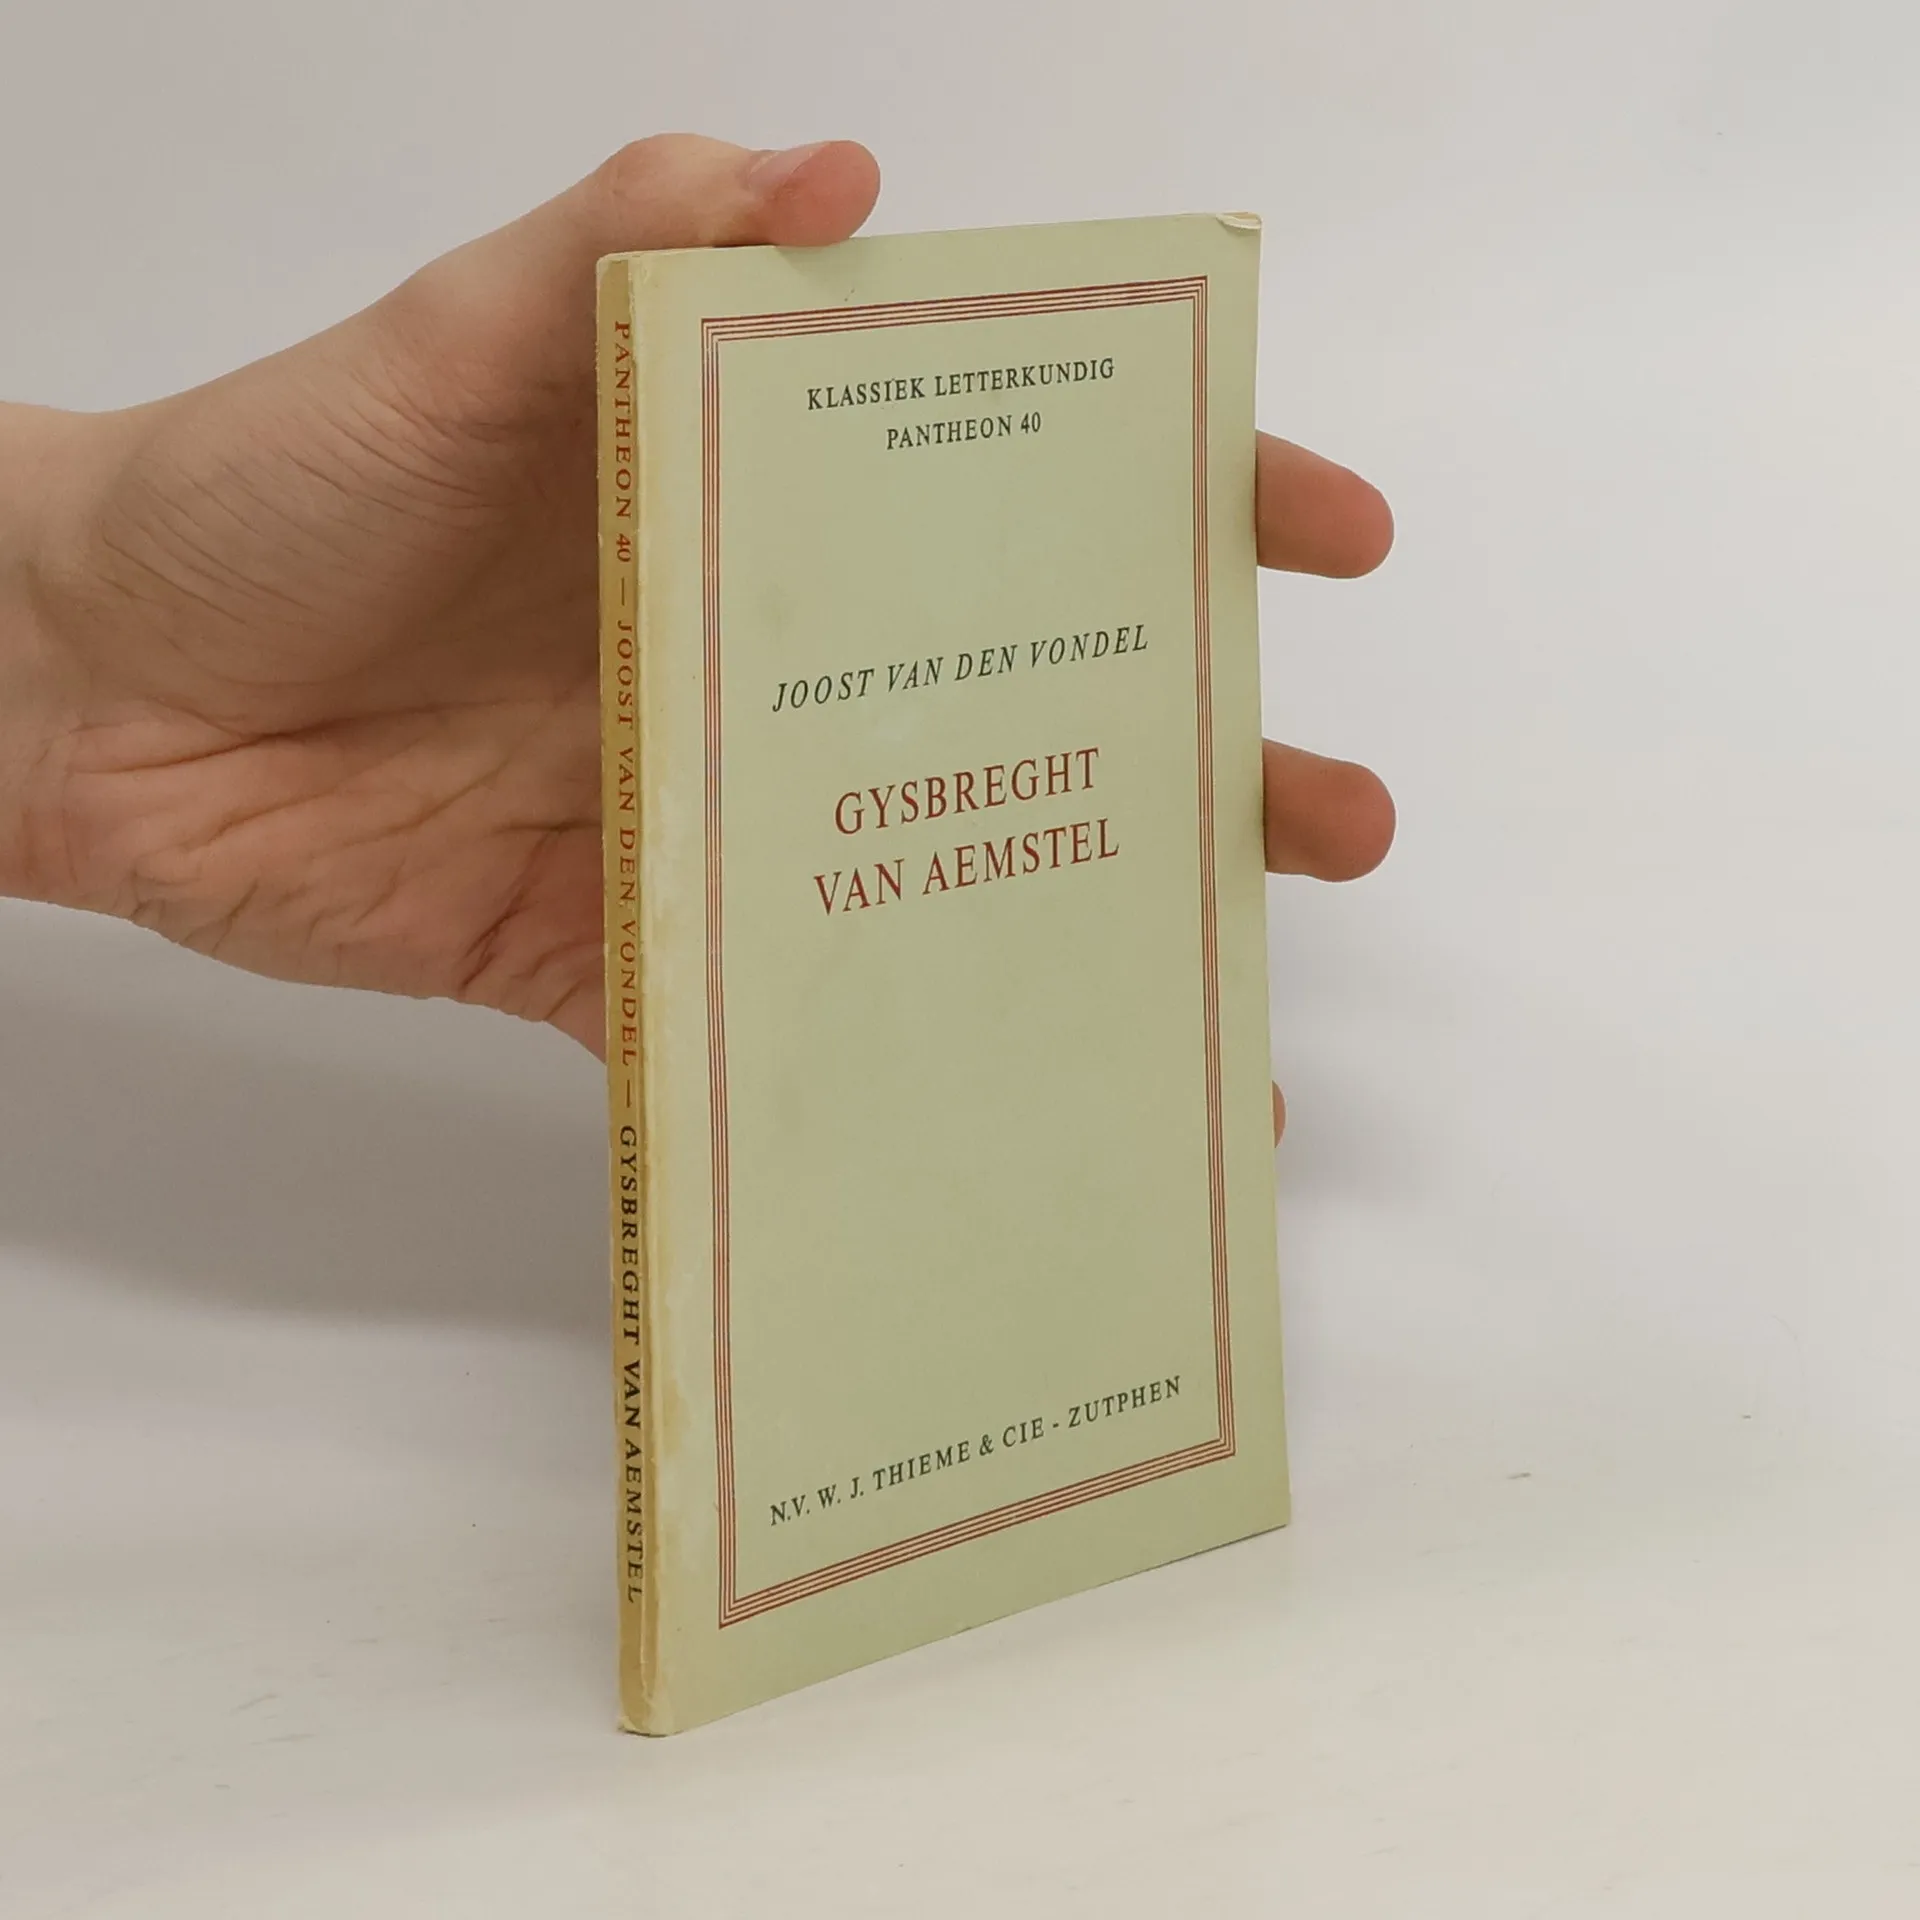 PANTHEON 40 — JOOST VAN DEN VONDEL — GYSBREGHT VAN AEMSTEL
KLASSIEK LETTERKUNDIG
PANTHEON 40
JOOST VAN DEN VONDEL
GYSBREGHT
VAN AEMSTEL
N.V. W. J. THIEME & CIE - ZUTPHEN